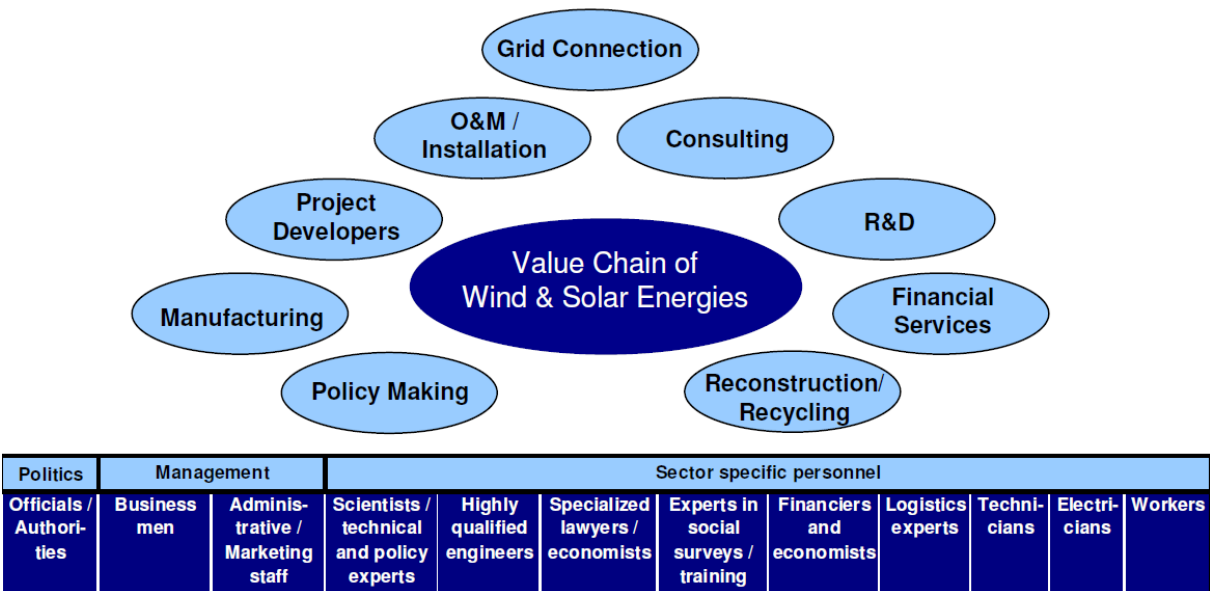 Grid Connection
O&M /
Installation
Consulting
Project
Developers
R&D
Value Chain of
Wind & Solar Energies
Manufacturing
Financial
Services
Policy Making
Reconstruction/
Recycling
Politics
Management
Sector specific personnel
Officials /
Authori-
ties
Business
men
Adminis-
trative /
Marketing
staff
Scientists /
technical
and policy
experts
Highly
qualified
engineers
Specialized
lawyers /
economists
Experts in
social
surveys /
training
Financiers
and
economists
Logistics
experts
Techni-
cians
Electri-
cians
Workers